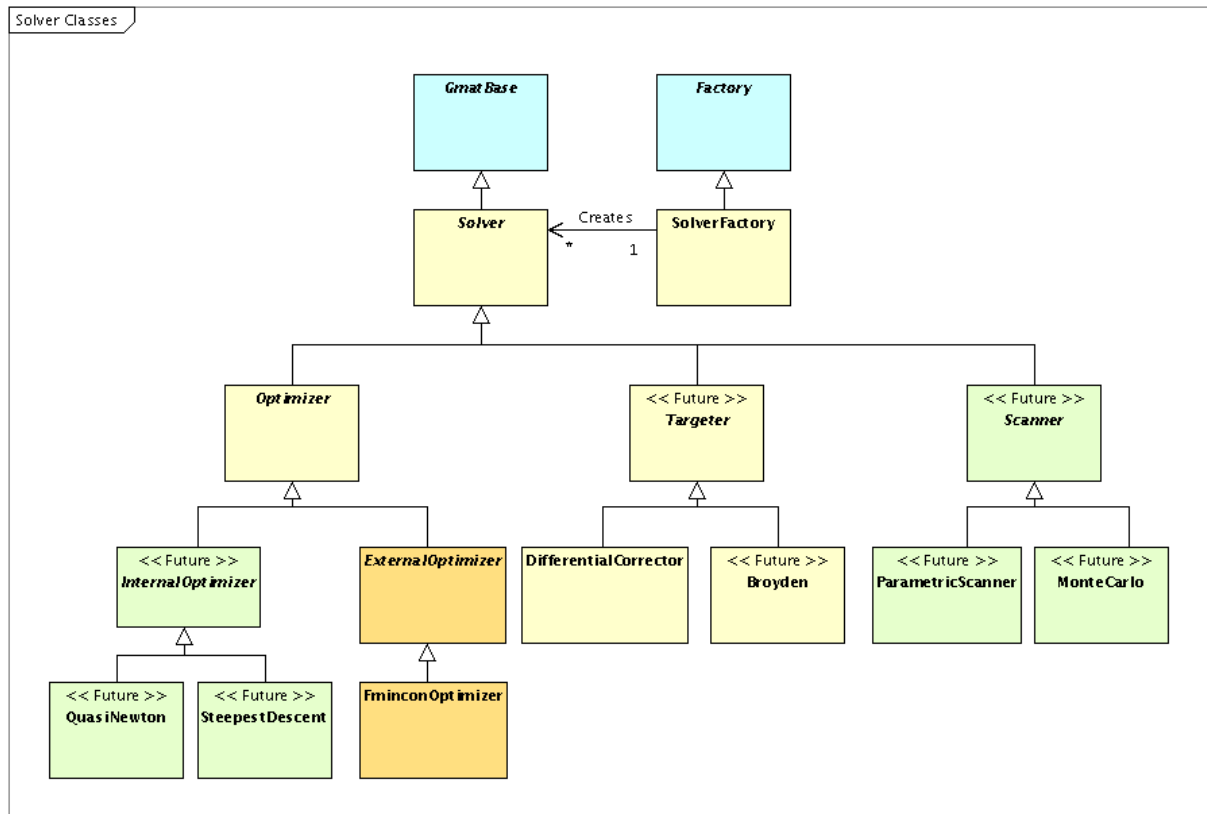 Solver Classes
GmatBase
Factory
Solver
Creates
*
1
SolverFactory
Optimizer
<< Future >>
Targeter
<< Future >>
Scanner
<< Future >>
InternalOptimizer
ExternalOptimizer
DifferentialCorrector
<< Future >>
Broyden
<< Future >>
ParametricScanner
<< Future >>
MonteCarlo
<< Future >>
QuasiNewton
<< Future >>
SteepestDescent
FminconOptimizer